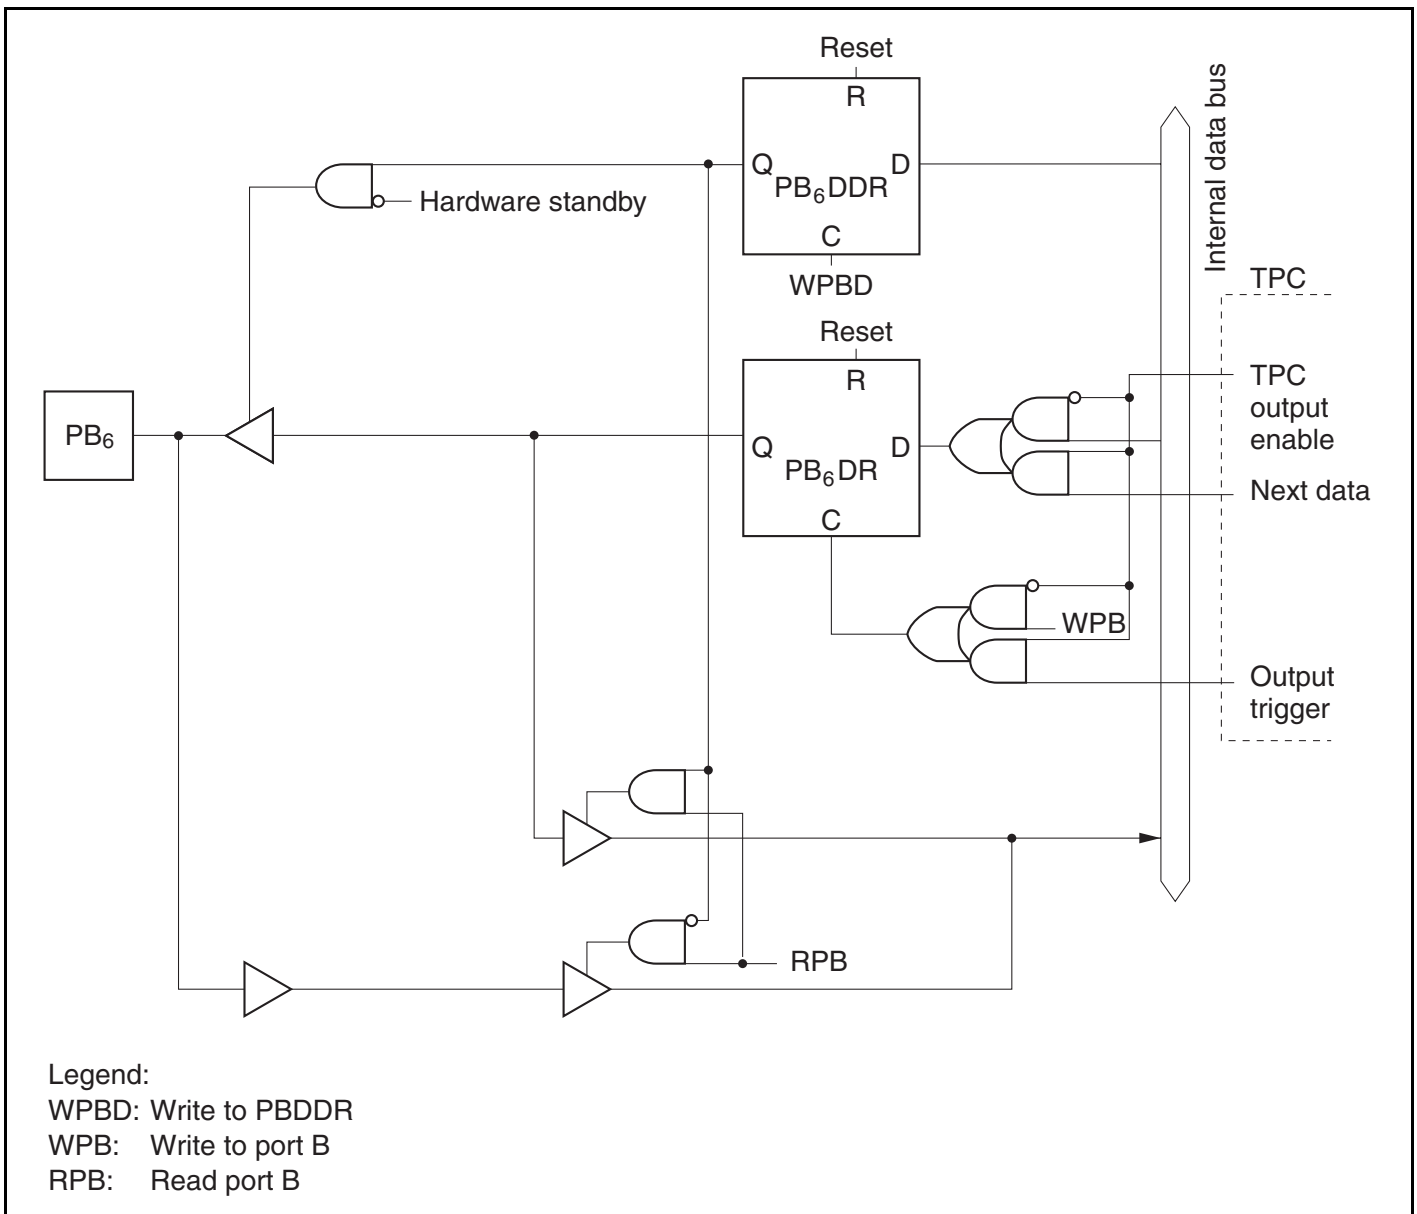 Reset
R
Q
D
PB₆DDR
C
WPBD
Hardware standby
Internal data bus
TPC
Reset
R
Q
D
PB₆DR
C
PB₆
TPC
output
enable
Next data
WPB
Output
trigger
RPB
Legend:
WPBD: Write to PBDDR
WPB: Write to port B
RPB: Read port B